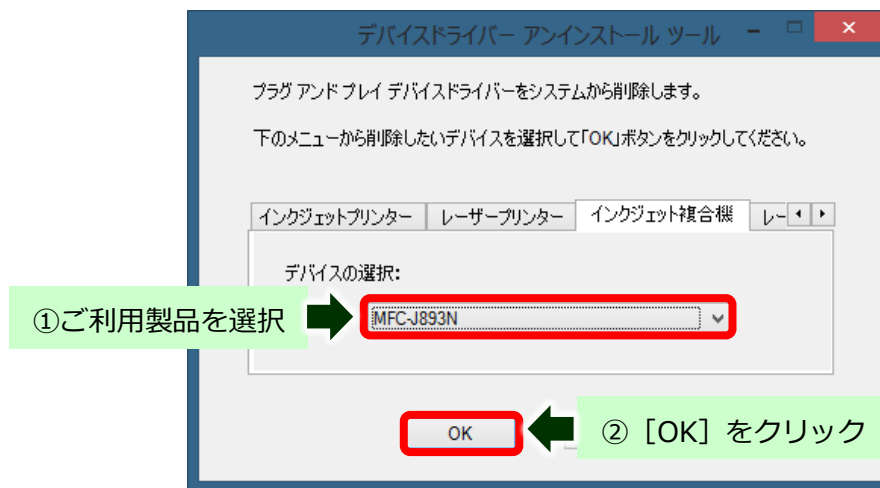 デバイスドライバー アンインストール ツール
プラグ アンド プレイ デバイスドライバーをシステムから削除します。
下のメニューから削除したいデバイスを選択して「OK」ボタンをクリックしてください。
インクジェットプリンター レーザープリンター インクジェット複合機 レー
デバイスの選択:
①ご利用製品を選択
MFC-J893N
OK
②［OK］をクリック